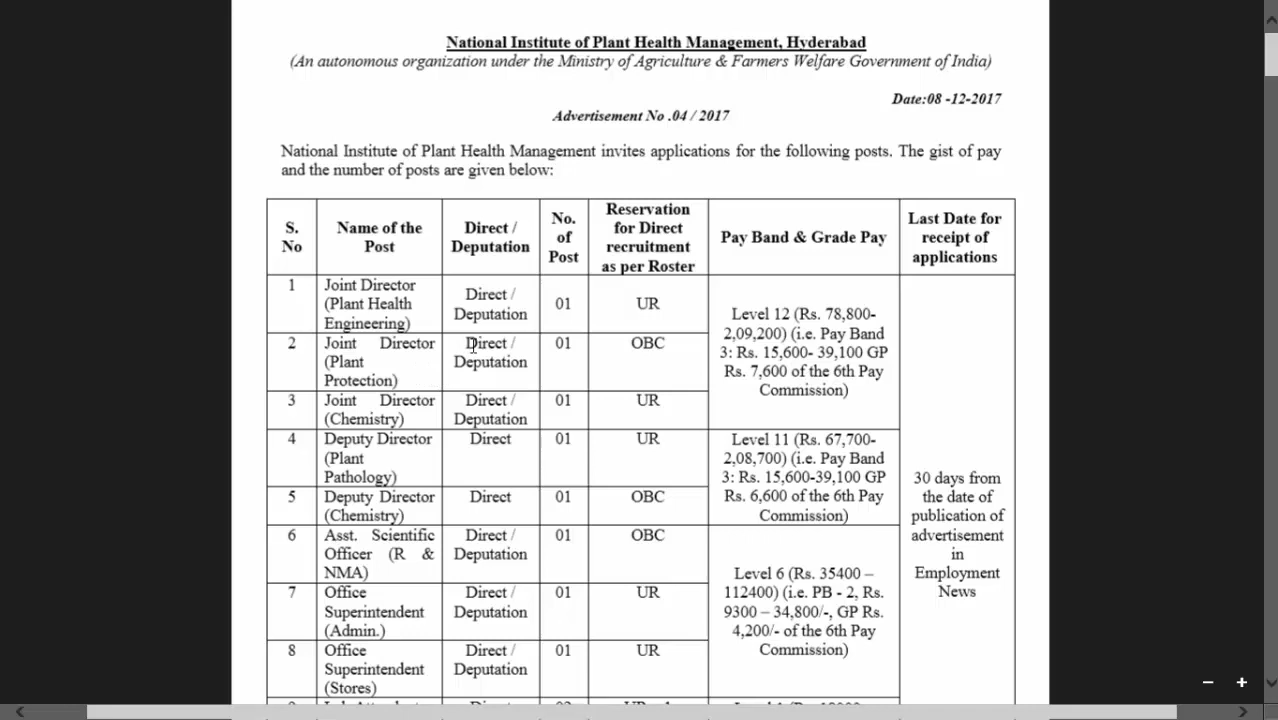 National Institute of Plant Health Management, Hyderabad
(An autonomous organization under the Ministry of Agriculture & Farmers Welfare Government of India)
Date:08 -12-2017
Advertisement No .04 / 2017
National Institute of Plant Health Management invites applications for the following posts. The gist of pay
and the number of posts are given below:
S.
No
Name of the
Post
Direct /
Deputation
No.
of
Post
Reservation
for Direct
recruitment
as per Roster
Pay Band & Grade Pay
Last Date for
receipt of
applications
1
Joint Director
(Plant Health
Engineering)
Direct /
Deputation
01
UR
Level 12 (Rs. 78,800-
2,09,200) (i.e. Pay Band
3: Rs. 15,600- 39,100 GP
Rs. 7,600 of the 6th Pay
Commission)
30 days from
the date of
publication of
advertisement
in
Employment
News
2
Joint Director
(Plant
Protection)
Direct /
Deputation
01
OBC
3
Joint Director
(Chemistry)
Direct /
Deputation
01
UR
4
Deputy Director
(Plant
Pathology)
Direct
01
UR
Level 11 (Rs. 67,700-
2,08,700) (i.e. Pay Band
3: Rs. 15,600-39,100 GP
Rs. 6,600 of the 6th Pay
Commission)
5
Deputy Director
(Chemistry)
Direct
01
OBC
6
Asst. Scientific
Officer (R &
NMA)
Direct /
Deputation
01
OBC
Level 6 (Rs. 35400 –
112400) (i.e. PB - 2, Rs.
9300 – 34,800/-, GP Rs.
4,200/- of the 6th Pay
Commission)
7
Office
Superintendent
(Admin.)
Direct /
Deputation
01
UR
8
Office
Superintendent
(Stores)
Direct /
Deputation
01
UR